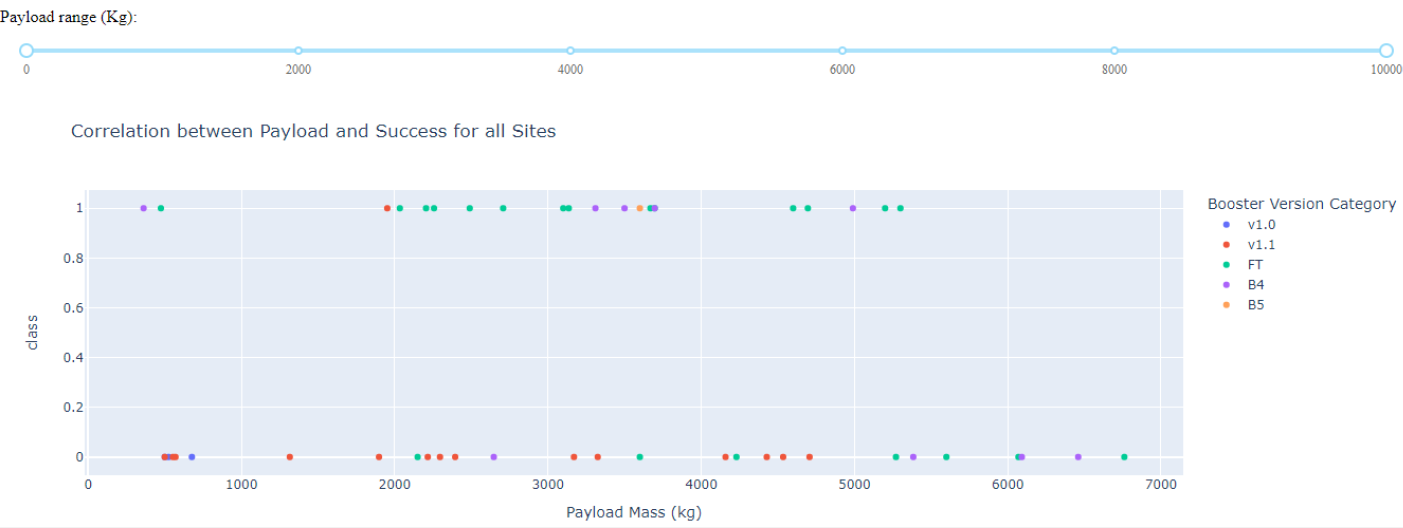 Payload range (Kg):
0 2000 4000 6000 8000 10000
Correlation between Payload and Success for all Sites
Booster Version Category
v1.0
v1.1
FT
B4
B5
1
0.8
0.6
0.4
0.2
0
class
0 1000 2000 3000 4000 5000 6000 7000
Payload Mass (kg)